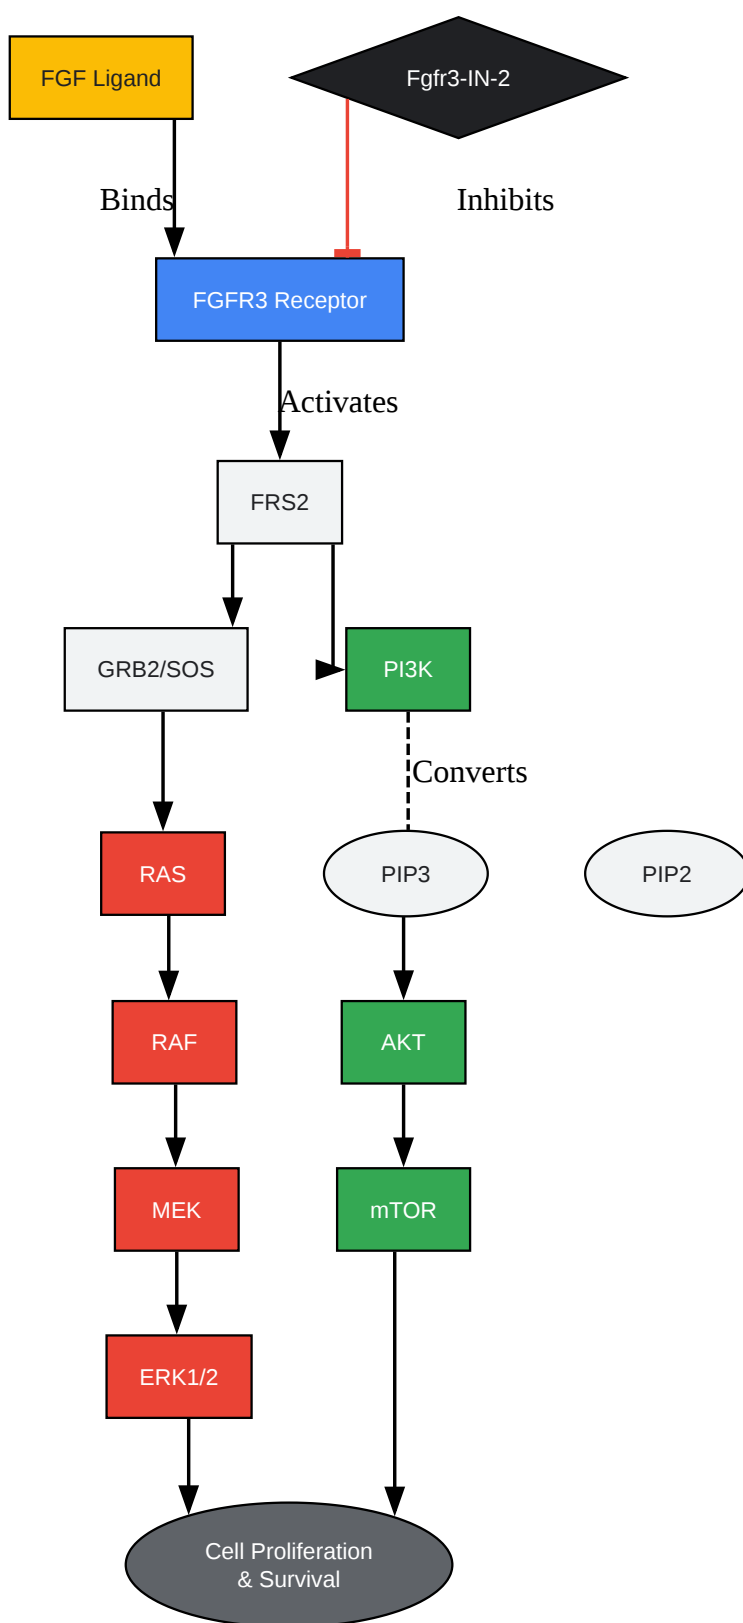 FGF Ligand
Fgfr3-IN-2
Binds
Inhibits
FGFR3 Receptor
Activates
FRS2
GRB2/SOS
PI3K
Converts
RAS
PIP3
PIP2
RAF
AKT
MEK
mTOR
ERK1/2
Cell Proliferation
& Survival